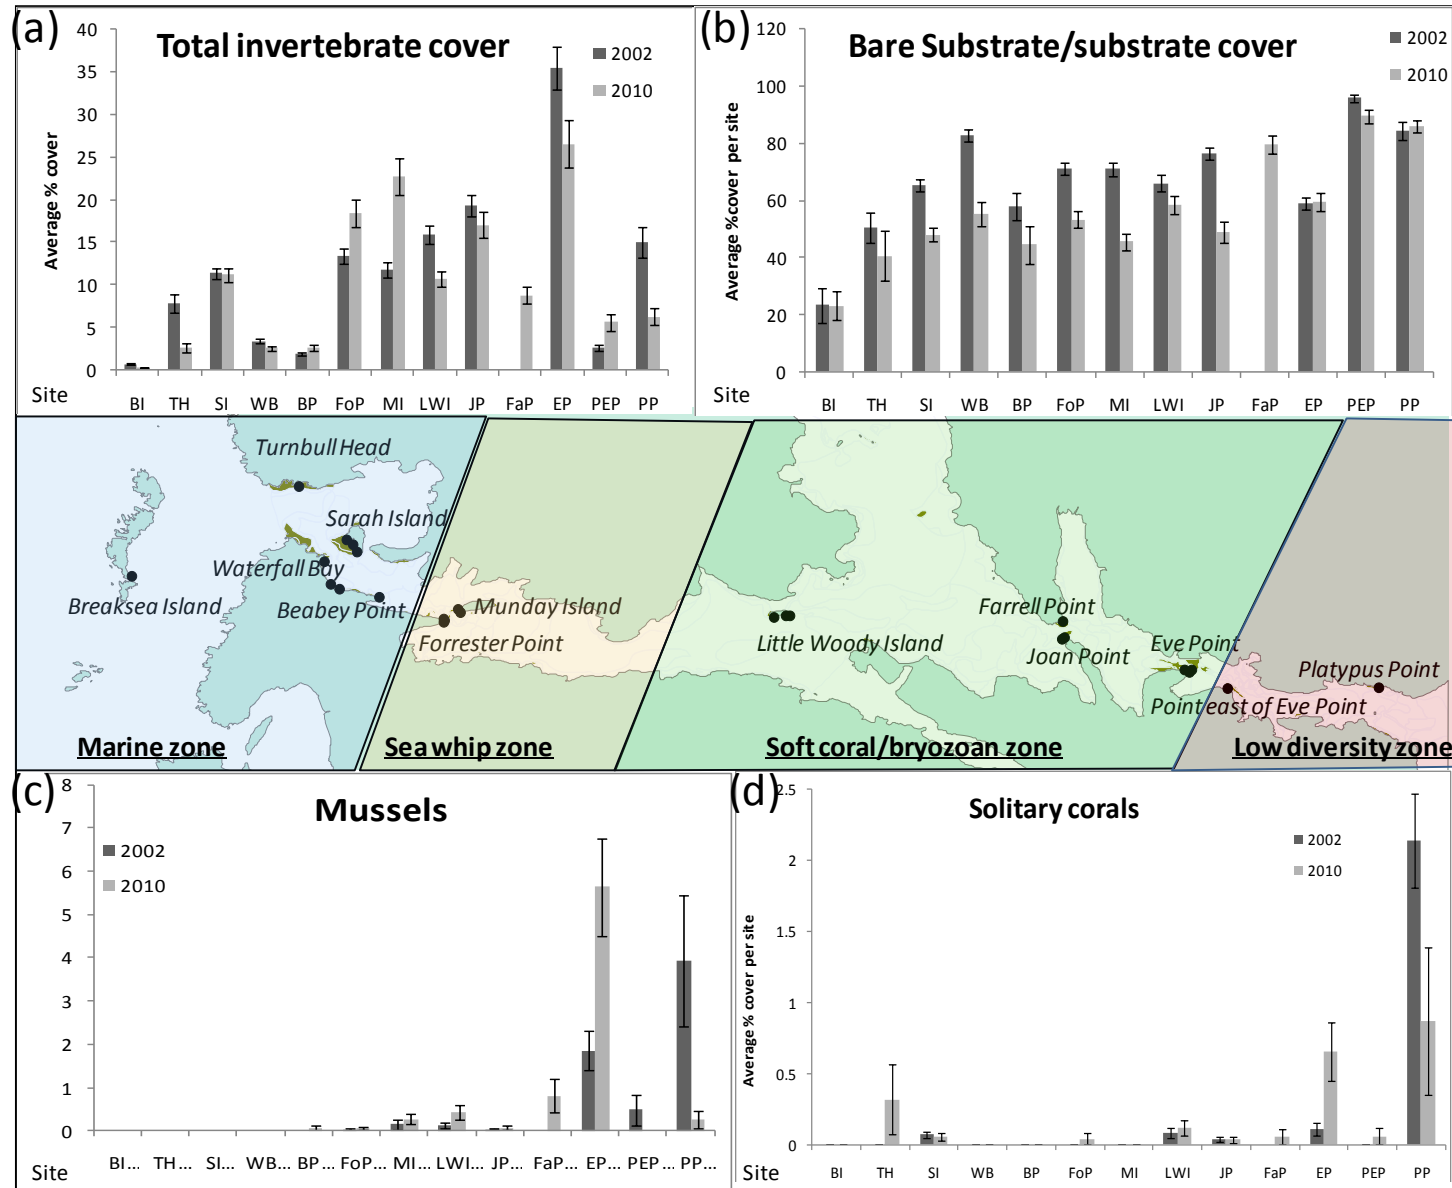 (a)
Total invertebrate cover
2002
2010
Average % cover
40
35
30
25
20
15
10
5
0
Site
BI TH SI WB BP FoP MI LWI JP FaP EP PEP PP
(b)
Bare Substrate/substrate cover
2002
2010
Average %cover per site
120
100
80
60
40
20
0
BI TH SI WB BP FoP MI LWI JP FaP EP PEP PP
Turnbull Head
Sarah Island
Waterfall Bay
Breaksea Island
Beabey Point
Munday Island
Forrester Point
Little Woody Island
Farrell Point
Joan Point
Eve Point
Platypus Point
Point east of Eve Point
Marine zone
Sea whip zone
Soft coral/bryozoan zone
Low diversity zone
(c)
Mussels
2002
2010
8
7
6
5
4
3
2
1
0
Site
BI... TH... SI... WB... BP... FoP... MI... LWI... JP... FaP... EP... PEP... PP...
(d)
Solitary corals
2002
2010
Average % cover per site
2.5
2
1.5
1
0.5
0
Site
BI TH SI WB BP FoP MI LWI JP FaP EP PEP PP